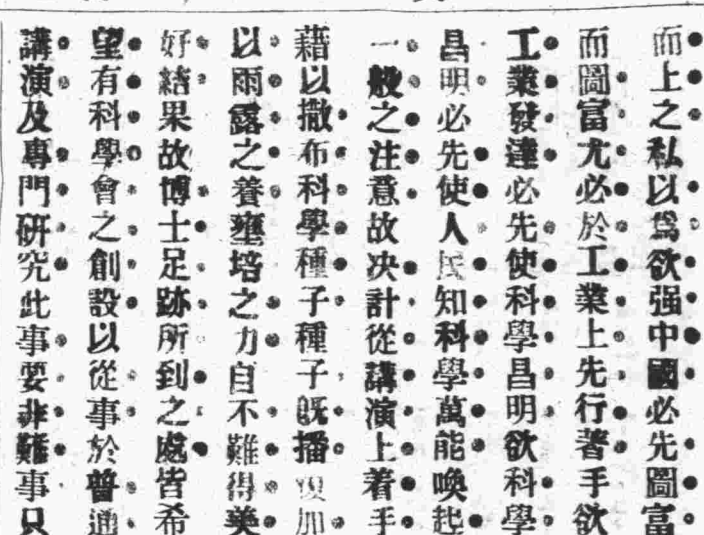 而上之私以爲欲强中國必先圖富
而圖富尤必於工業上先行著手欲
工業發達必先使科學昌明欲科學
昌明必先使人民知科學萬能喚起
一般之注意故决計從講演上着手
藉以撒布科學種子種子既播復加
以雨露之養壅培之力自不難得美
好結果故博士足跡所到之處皆希
望有科學會之創設以從事於普通
講演及專門研究此事要非難事只